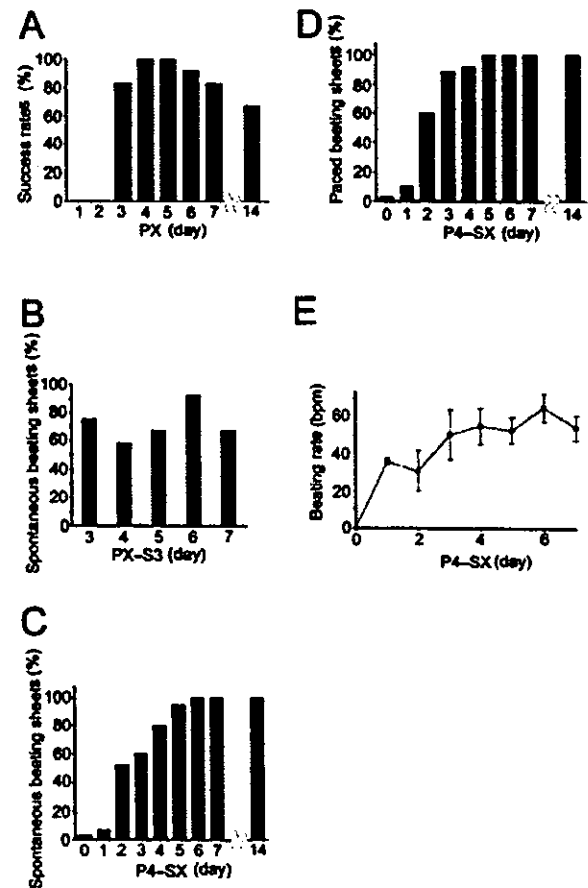 A
Success rates (%)
100
80
60
40
20
0
1 2 3 4 5 6 7 14
PX (day)
B
Spontaneous beating sheets (%)
100
80
60
40
20
0
3 4 5 6 7
PX-S3 (day)
C
Spontaneous beating sheets (%)
100
80
60
40
20
0
0 1 2 3 4 5 6 7 14
P4-SX (day)
D
Paced beating sheets (%)
100
80
60
40
20
0
0 1 2 3 4 5 6 7 14
P4-SX (day)
E
Beating rate (bpm)
60
40
20
0
0 2 4 6
P4-SX (day)